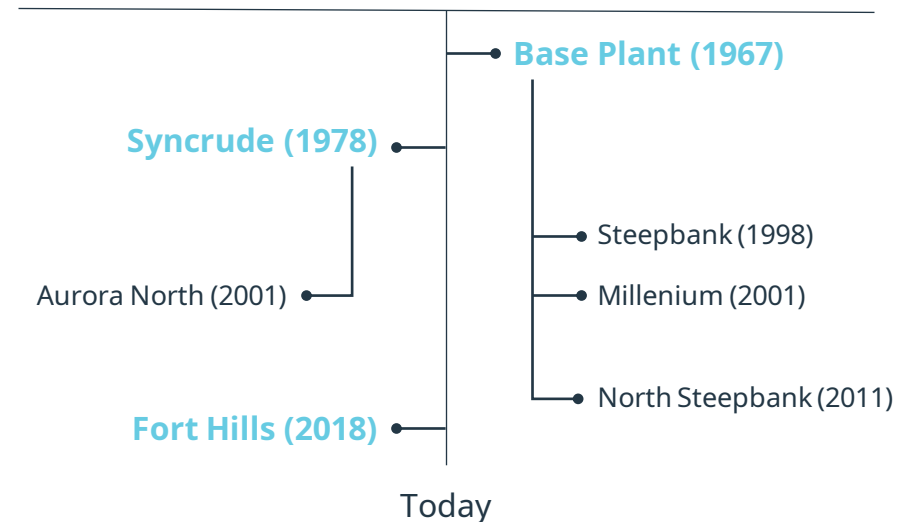 Base Plant (1967)
Syncrude (1978)
Steepbank (1998)
Aurora North (2001)
Millenium (2001)
North Steepbank (2011)
Fort Hills (2018)
Today